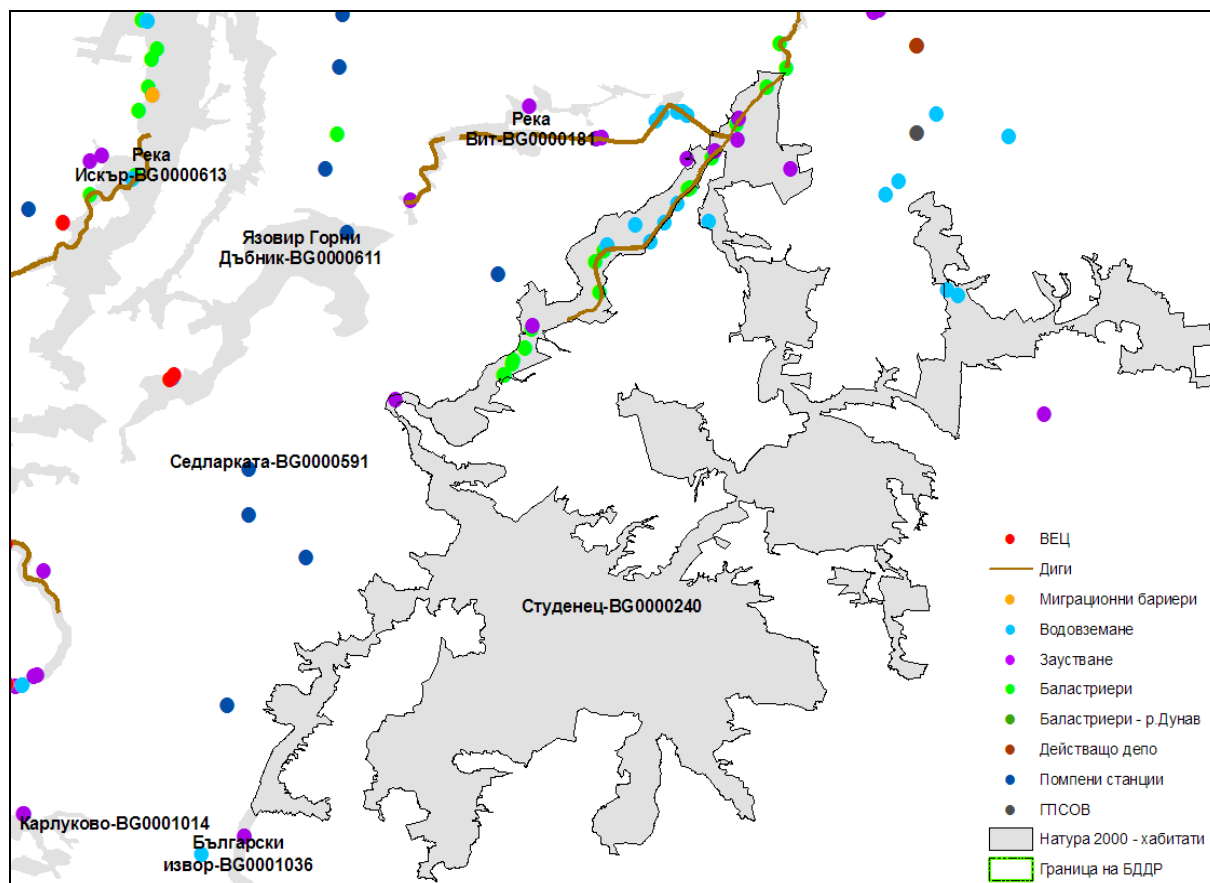 Река
Вит-BG0000181
Река
Искър-BG0000613
Язовир Горни
Дъбник-BG0000611
Седларката-BG0000591
Студенец-BG0000240
Карлуково-BG0001014
Български
извор-BG0001036
ВЕЦ
Диги
Миграционни бариери
Водовземане
Заустване
Баластриери
Баластриери - р.Дунав
Действащо депо
Помпени станции
ГПСОВ
Натура 2000 - хабитати
Граница на БДДР